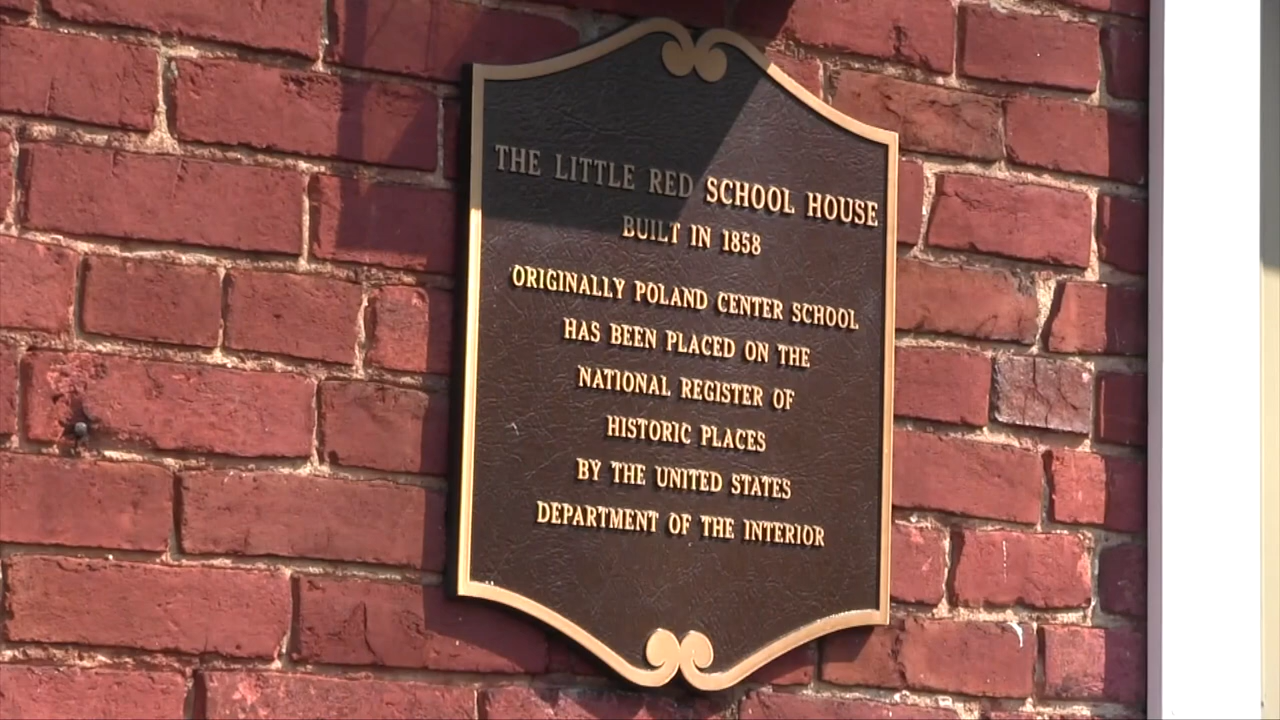 THE LITTLE RED SCHOOL HOUSE
BUILT IN 1858
ORIGINALLY POLAND CENTER SCHOOL
HAS BEEN PLACED ON THE
NATIONAL REGISTER OF
HISTORIC PLACES
BY THE UNITED STATES
DEPARTMENT OF THE INTERIOR